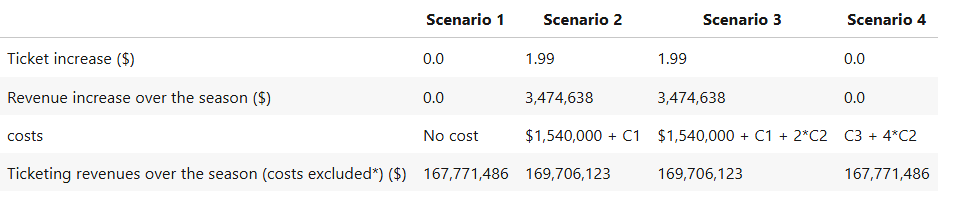 Scenario 1 Scenario 2 Scenario 3 Scenario 4
Ticket increase ($) 0.0 1.99 1.99 0.0
Revenue increase over the season ($) 0.0 3,474,638 3,474,638 0.0
costs No cost $1,540,000 + C1 $1,540,000 + C1 + 2*C2 C3 + 4*C2
Ticketing revenues over the season (costs excluded*) ($) 167,771,486 169,706,123 169,706,123 167,771,486